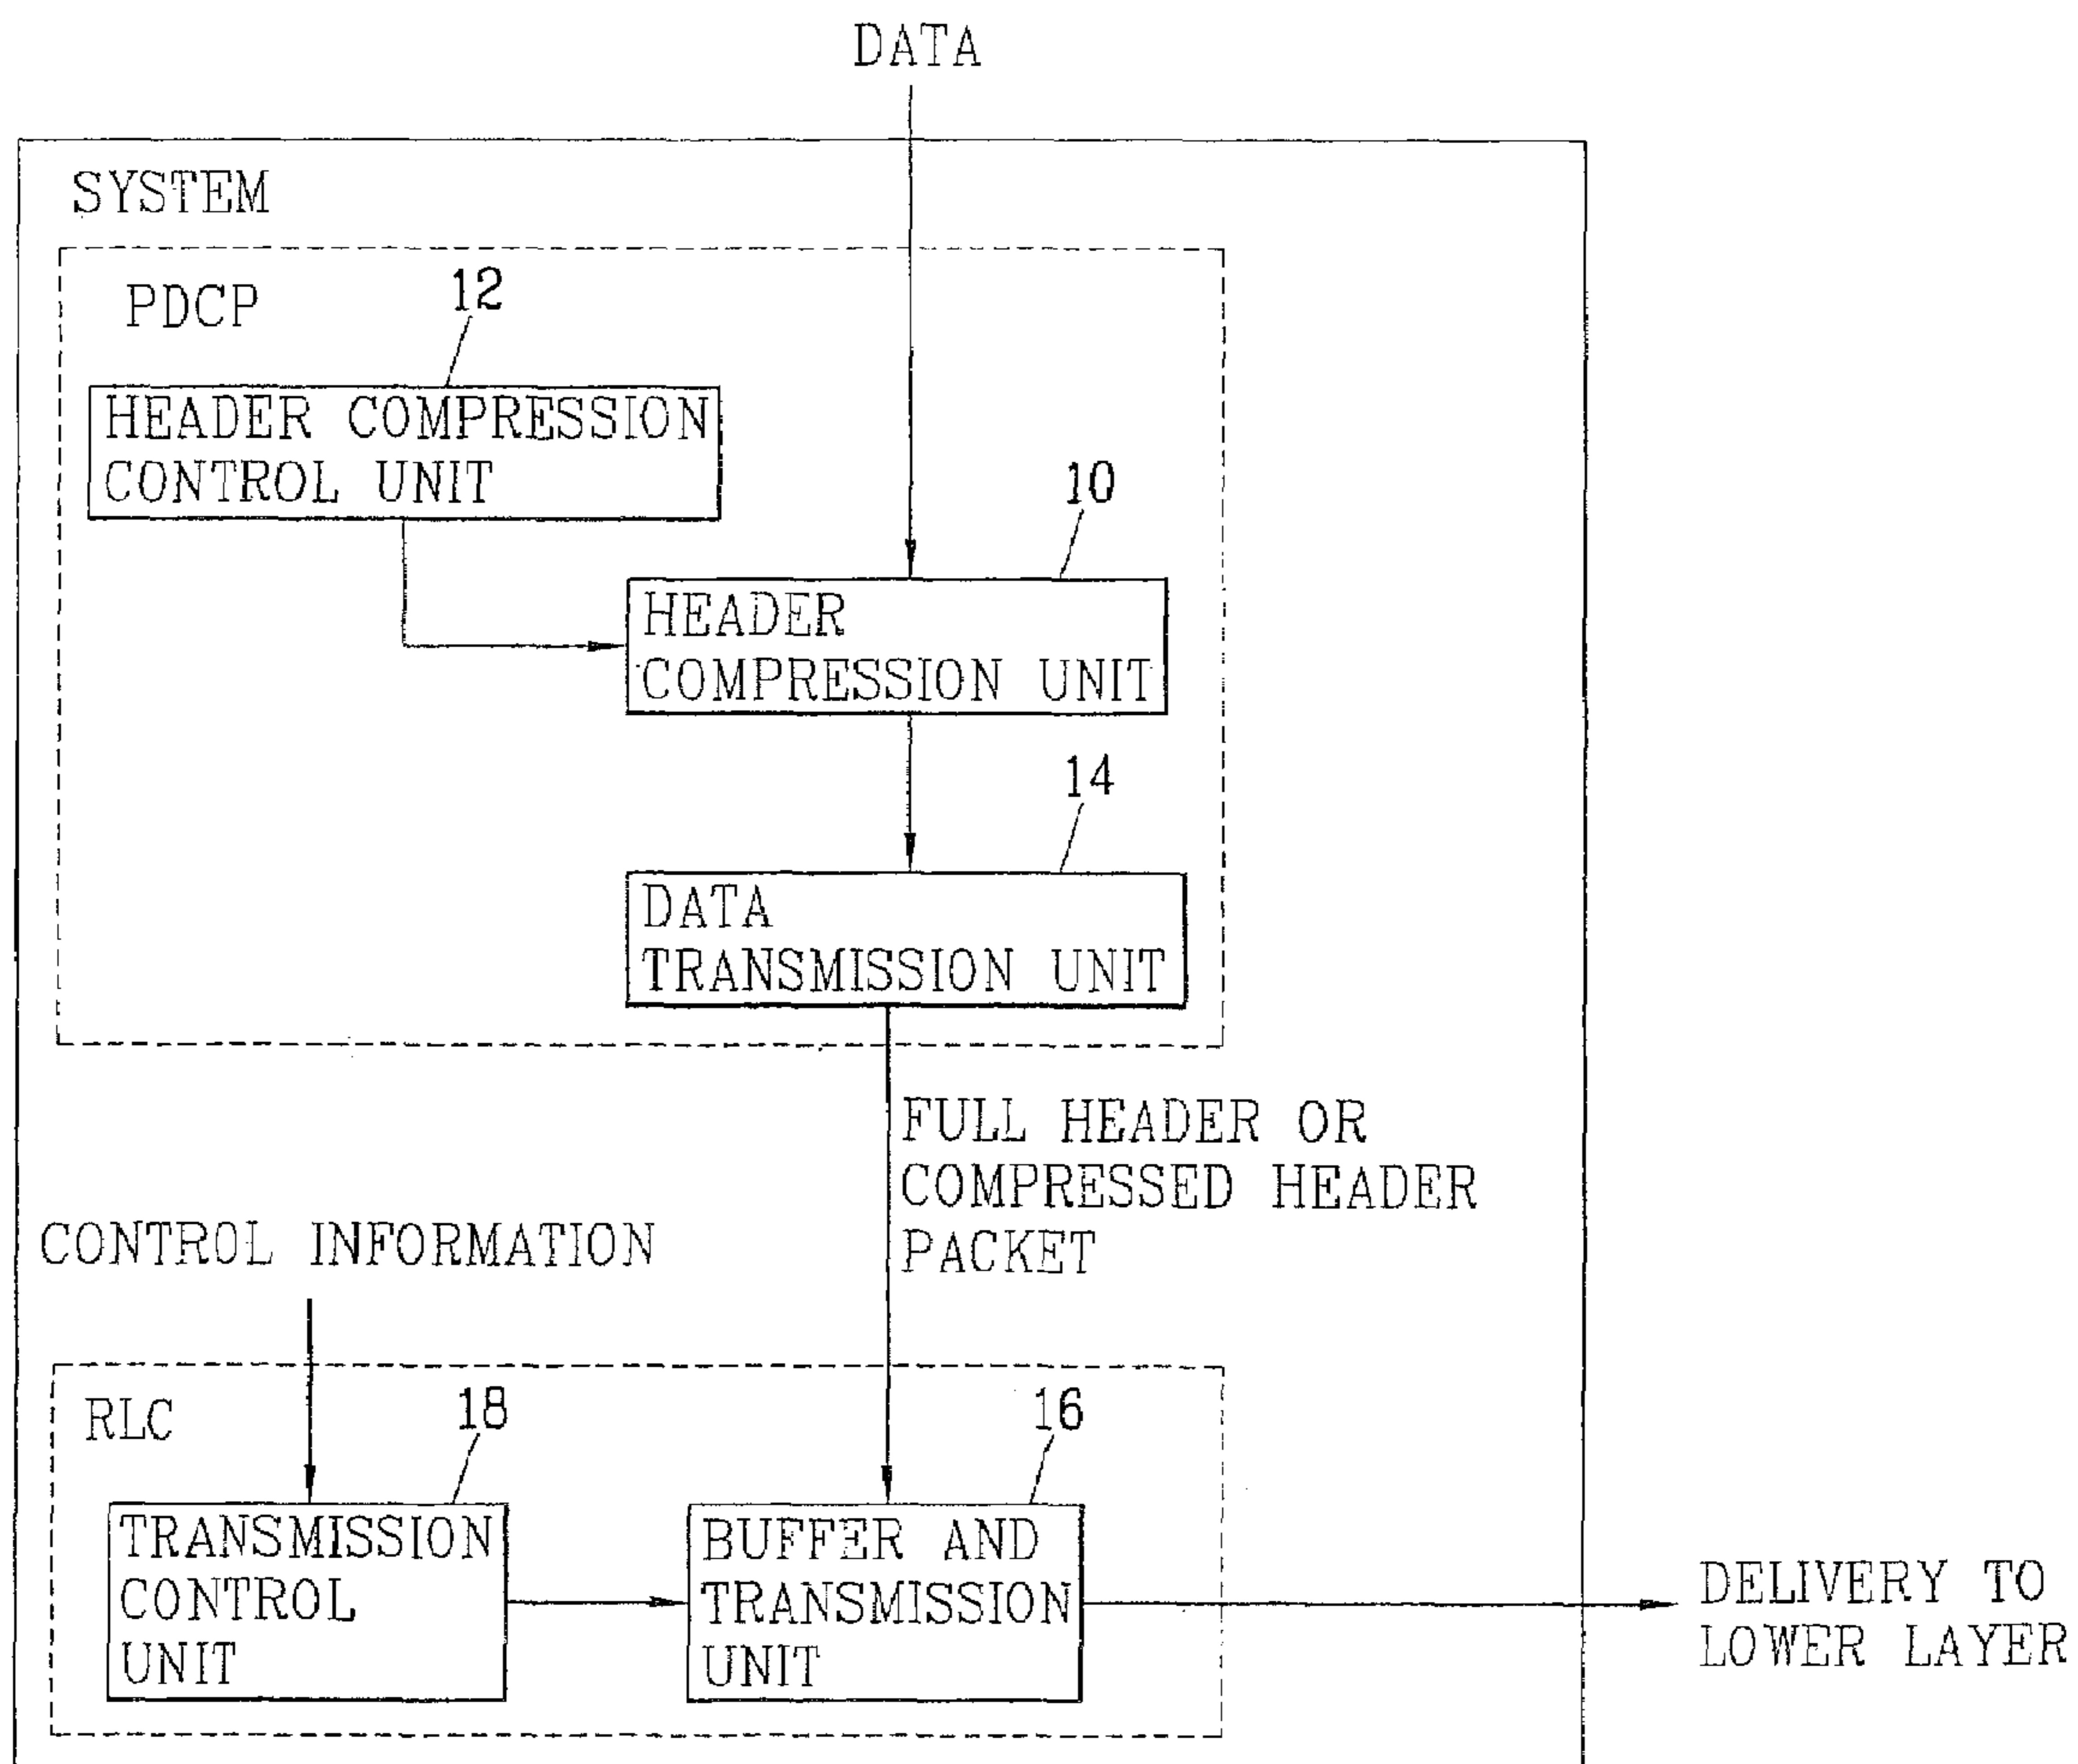 DATA
SYSTEM
PDCP
12
HEADER COMPRESSION
CONTROL UNIT
10
HEADER
COMPRESSION UNIT
14
DATA
TRANSMISSION UNIT
FULL HEADER OR
COMPRESSED HEADER
PACKET
CONTROL INFORMATION
RLC
18
16
TRANSMISSION
CONTROL
UNIT
BUFFER AND
TRANSMISSION
UNIT
DELIVERY TO
LOWER LAYER